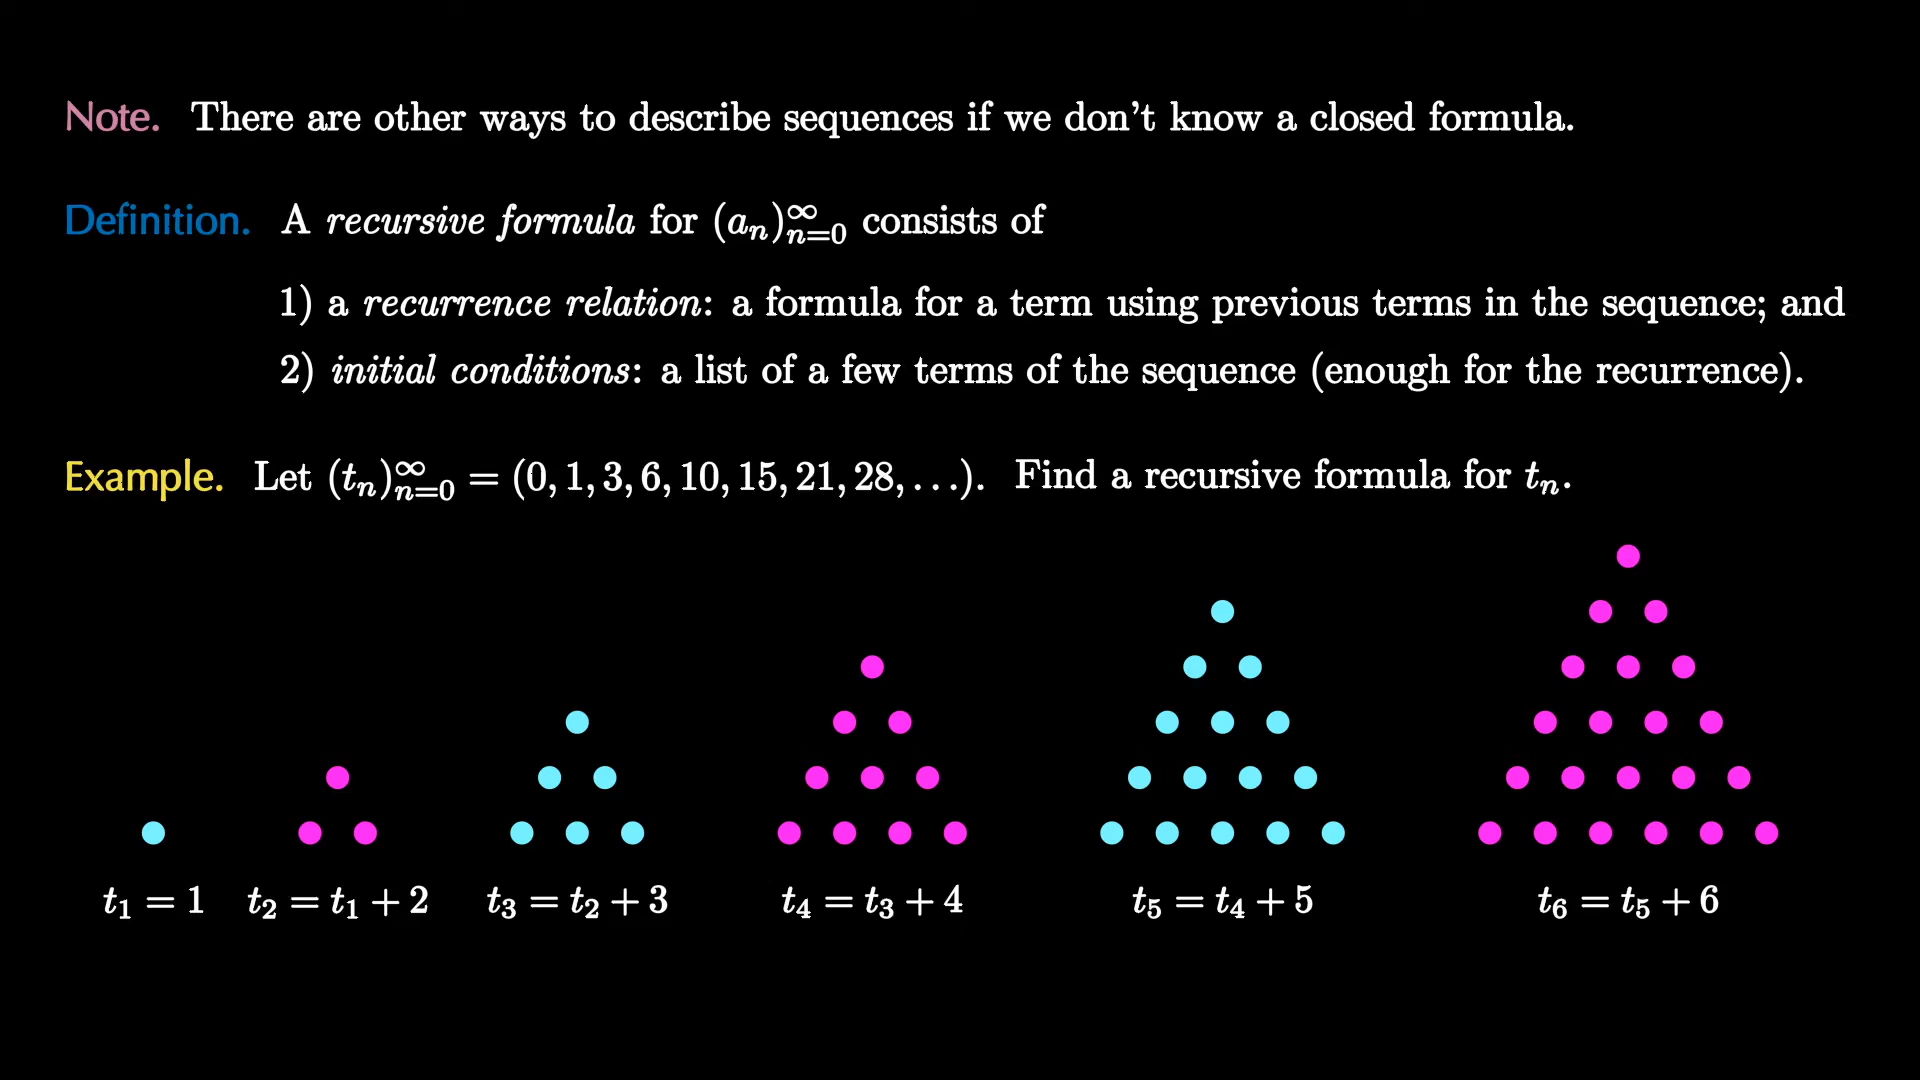 Note. There are other ways to describe sequences if we don't know a closed formula.
Definition. A recursive formula for $(a_n)_{n=0}^{\infty}$ consists of
1) a recurrence relation: a formula for a term using previous terms in the sequence; and
2) initial conditions: a list of a few terms of the sequence (enough for the recurrence).
Example. Let $(t_n)_{n=0}^{\infty} = (0, 1, 3, 6, 10, 15, 21, 28, \ldots)$. Find a recursive formula for $t_n$.
$t_1 = 1$ $t_2 = t_1 + 2$ $t_3 = t_2 + 3$ $t_4 = t_3 + 4$ $t_5 = t_4 + 5$ $t_6 = t_5 + 6$